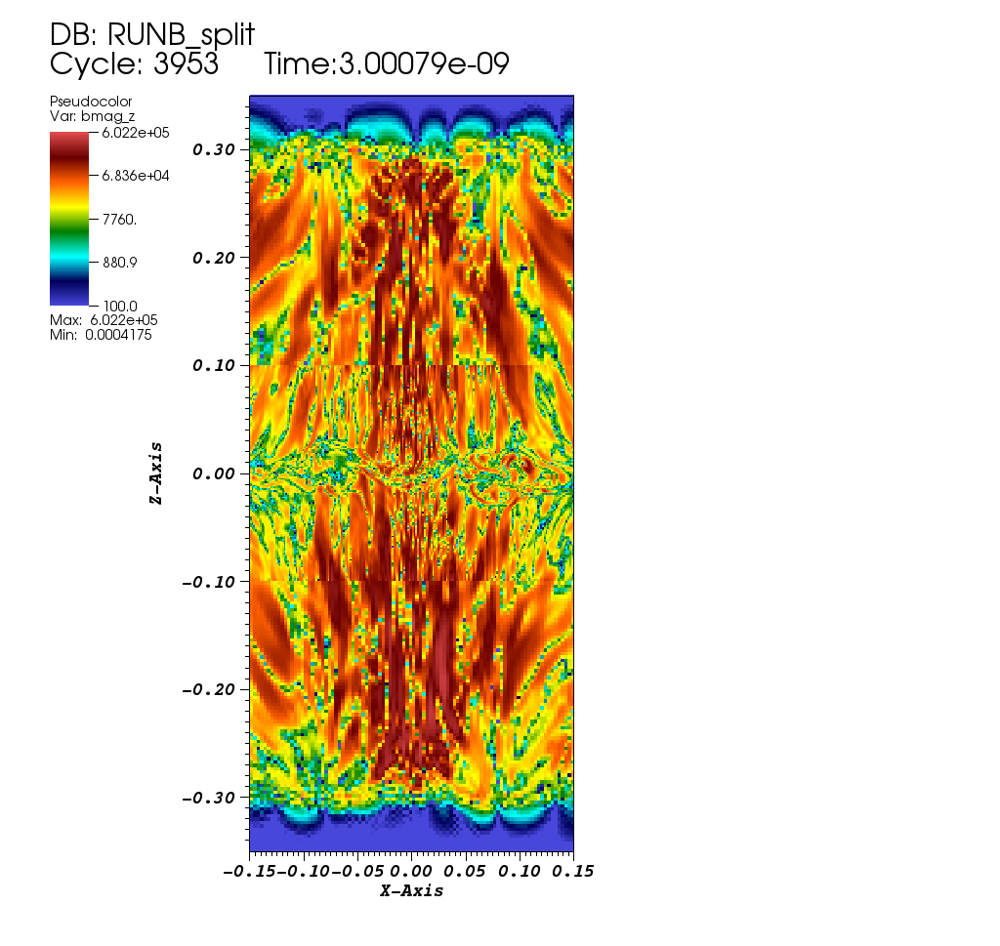 DB: RUNB_split
Cycle: 3953 Time:3.00079e-09
Pseudocolor
Var: bmag_z
6.022e+05
6.836e+04
7760.
880.9
100.0
Max: 6.022e+05
Min: 0.0004175
0.30
0.20
0.10
0.00
-0.10
-0.20
-0.30
Z-Axis
-0.15 -0.10 -0.05 0.00 0.05 0.10 0.15
X-Axis